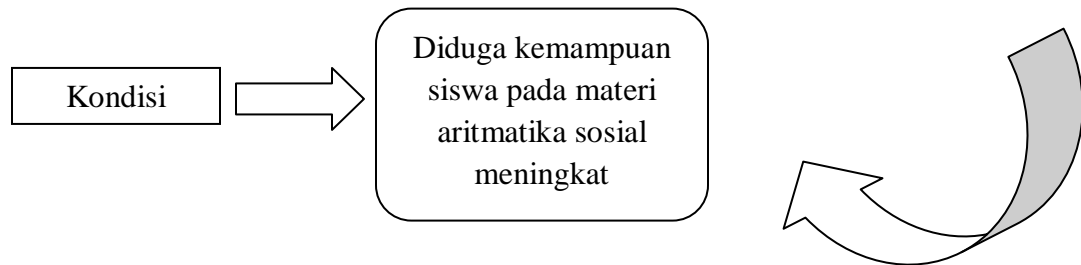 Kondisi
Diduga kemampuan
siswa pada materi
aritmatika sosial
meningkat